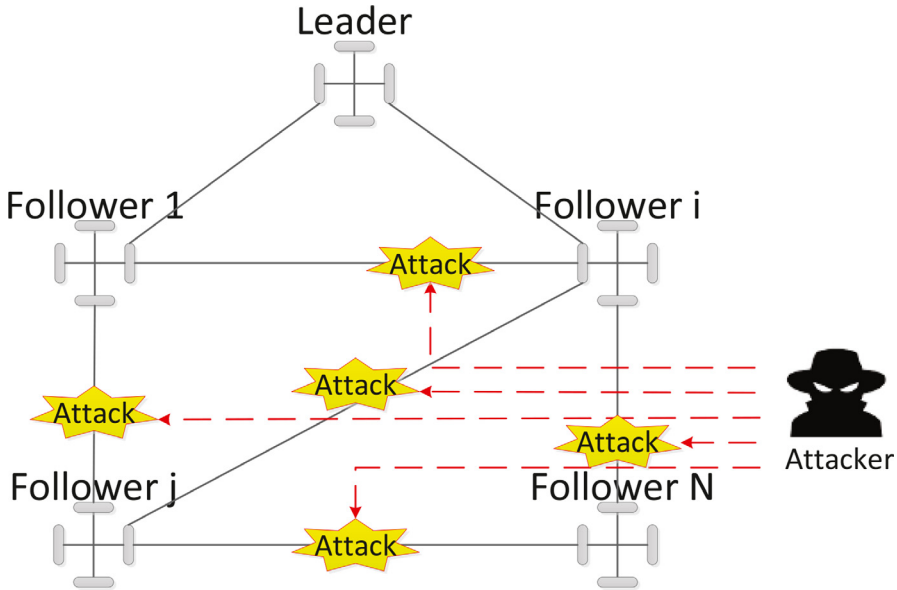 Leader
Follower 1
Follower i
Attack
Attack
Attack
Attack
Attacker
Follower j
Follower N
Attack